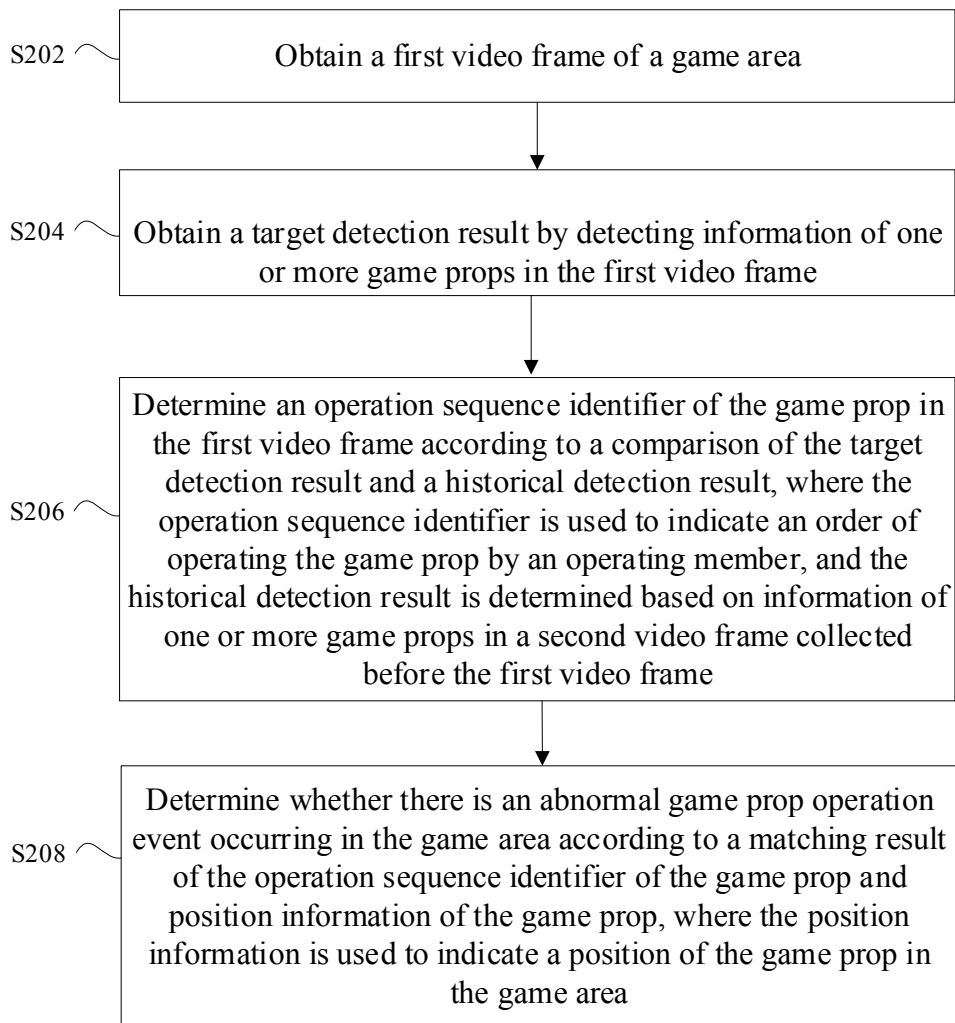 S202
Obtain a first video frame of a game area
S204
Obtain a target detection result by detecting information of one
or more game props in the first video frame
S206
Determine an operation sequence identifier of the game prop in
the first video frame according to a comparison of the target
detection result and a historical detection result, where the
operation sequence identifier is used to indicate an order of
operating the game prop by an operating member, and the
historical detection result is determined based on information of
one or more game props in a second video frame collected
before the first video frame
S208
Determine whether there is an abnormal game prop operation
event occurring in the game area according to a matching result
of the operation sequence identifier of the game prop and
position information of the game prop, where the position
information is used to indicate a position of the game prop in
the game area